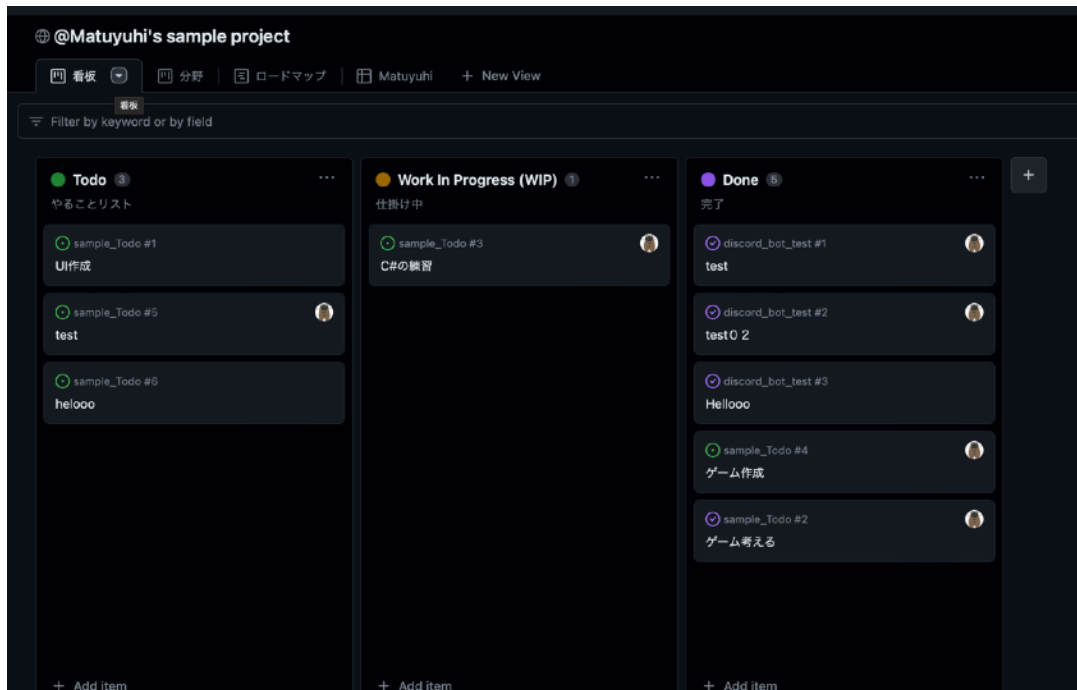 @Matuyuhi's sample project
看板
分野
ロードマップ
Matuyuhi
+ New View
看板
Filter by keyword or by field
Todo 3
やることリスト
sample_Todo #1
UI作成
sample_Todo #5
test
sample_Todo #6
helooo
+ Add item
Work In Progress (WIP) 1
仕掛け中
sample_Todo #3
C#の練習
+ Add item
Done 5
完了
discord_bot_test #1
test
discord_bot_test #2
test０２
discord_bot_test #3
Hellooo
sample_Todo #4
ゲーム作成
sample_Todo #2
ゲーム考える
+ Add item